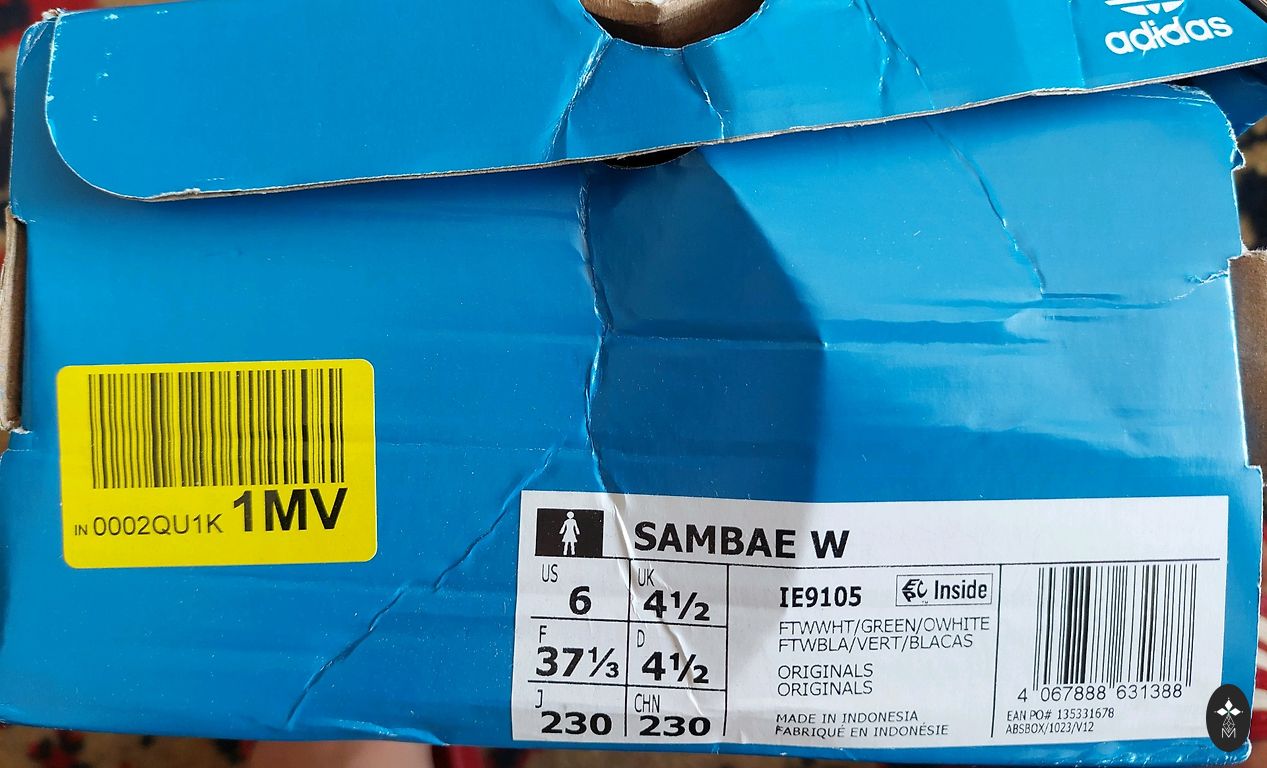 adidas
IN 0002QU1K 1MV
SAMBAE W
US
6
UK
4½
F
37⅓
D
4½
J
230
CHN
230
IE9105
EPC Inside
FTWWHT/GREEN/OWHITE
FTWBLA/VERT/BLACAS
ORIGINALS
ORIGINALS
MADE IN INDONESIA
FABRIQUÉ EN INDONÉSIE
4 067888 631388
EAN PO# 135331678
ABSBOX/1023/V12